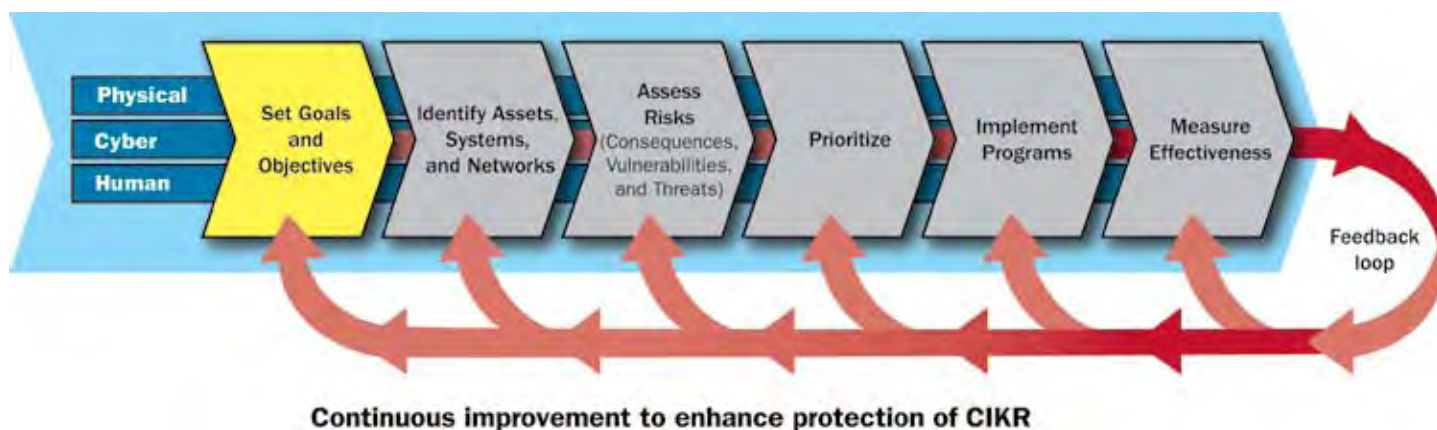 Physical
Cyber
Human
Set Goals
and
Objectives
Identify Assets,
Systems,
and Networks
Assess
Risks
(Consequences,
Vulnerabilities,
and Threats)
Prioritize
Implement
Programs
Measure
Effectiveness
Feedback
loop
Continuous improvement to enhance protection of CIKR